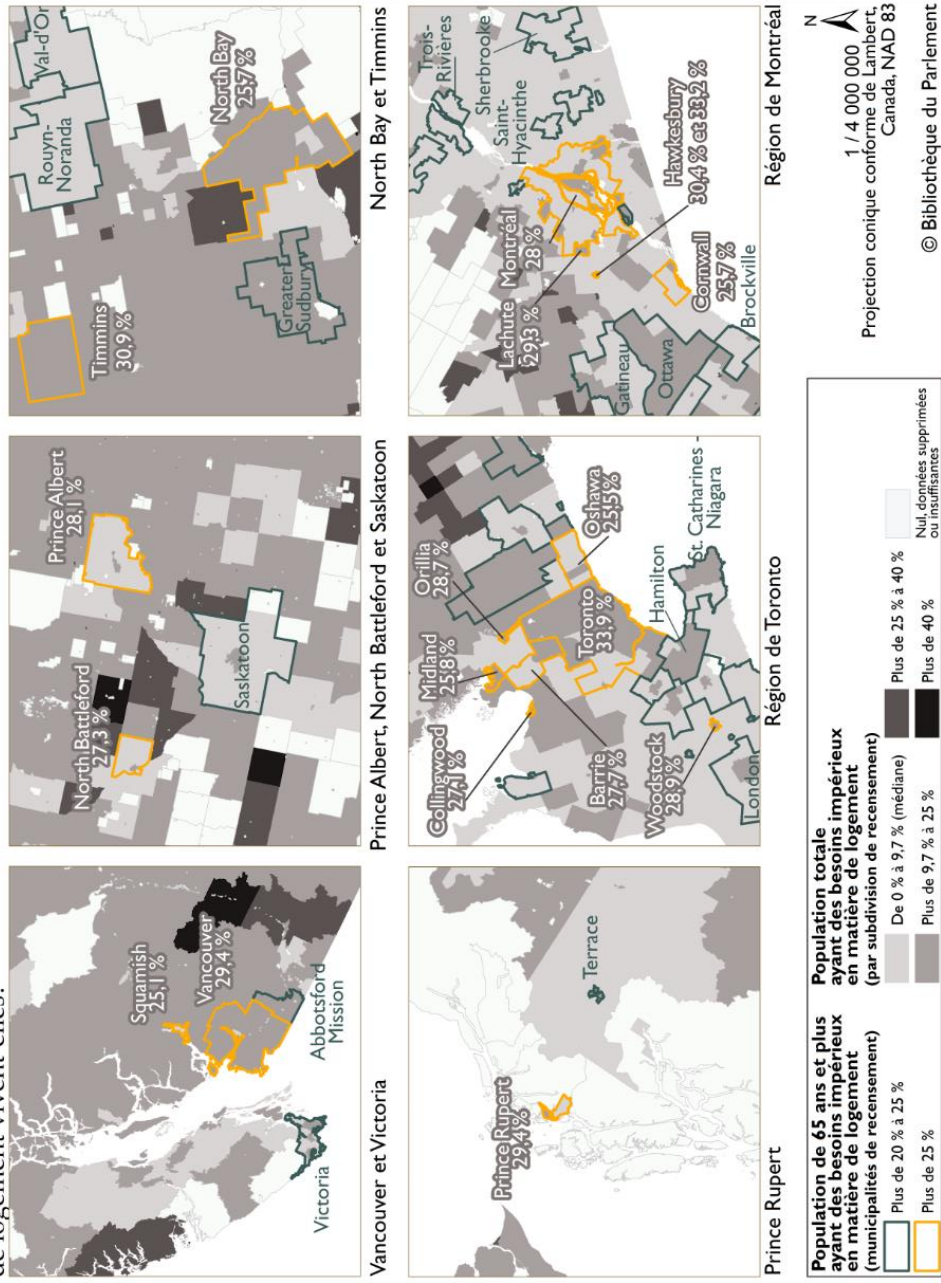 de logement vivent-elles?
Squamish
25,1 %
Vancouver
29,4 %
Abbotsford
Mission
Victoria
Vancouver et Victoria
North Battleford
27,3 %
Prince Albert
28,1 %
Saskatoon
Prince Albert, North Battleford et Saskatoon
Timmins
30,9 %
Rouyn-
Noranda
Val-d'Or
Greater
Sudbury
North Bay
25,7 %
North Bay et Timmins
Prince Rupert
29,4 %
Terrace
Prince Rupert
Collingwood
27,1 %
Midland
25,8 %
Orillia
28,7 %
Barrie
27,7 %
Toronto
33,9 %
Oshawa
25,5 %
Woodstock
28,9 %
Hamilton
St. Catharines -
Niagara
London
Région de Toronto
Trois-
Rivières
Sherbrooke
Saint-
Hyacinthe
Lachute
29,3 %
Montréal
28 %
Hawkesbury
30,4 % et 33,2 %
Gatineau
Ottawa
Cornwall
25,7 %
Brockville
Région de Montréal
Population de 65 ans et plus
ayant des besoins impérieux
en matière de logement
(municipalités de recensement)
Plus de 20 % à 25 %
Plus de 25 %
Population totale
ayant des besoins impérieux
en matière de logement
(par subdivision de recensement)
De 0 % à 9,7 % (médiane)
Plus de 9,7 % à 25 %
Plus de 25 % à 40 %
Plus de 40 %
Nul, données supprimées
ou insuffisantes
N
1 / 4 000 000
Projection conique conforme de Lambert,
Canada, NAD 83
© Bibliothèque du Parlement